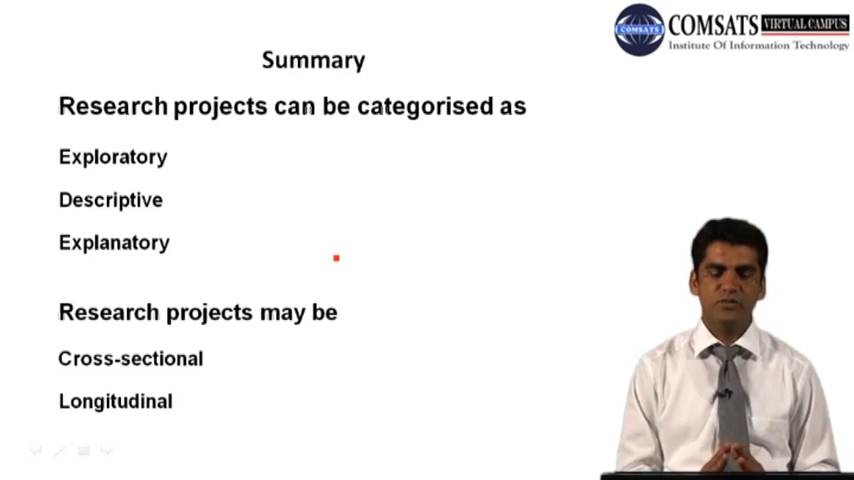 COMSATS VIRTUAL CAMPUS
COMSATS
Institute Of Information Technology
Summary
Research projects can be categorised as
Exploratory
Descriptive
Explanatory
Research projects may be
Cross-sectional
Longitudinal